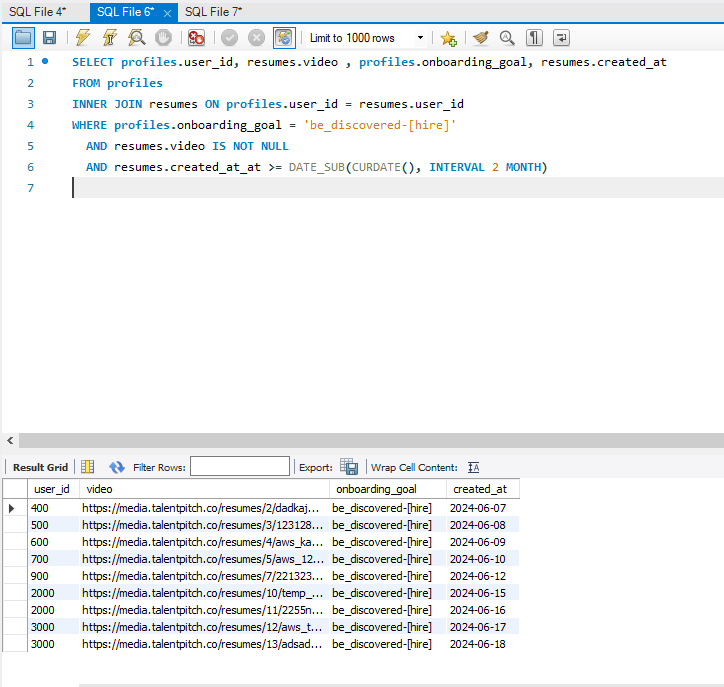 SQL File 4* SQL File 6* SQL File 7*
Limit to 1000 rows
1 SELECT profiles.user_id, resumes.video , profiles.onboarding_goal, resumes.created_at
2 FROM profiles
3 INNER JOIN resumes ON profiles.user_id = resumes.user_id
4 WHERE profiles.onboarding_goal = 'be_discovered-[hire]'
5 AND resumes.video IS NOT NULL
6 AND resumes.created_at_at >= DATE_SUB(CURDATE(), INTERVAL 2 MONTH)
7
Result Grid Filter Rows: Export: Wrap Cell Content: IA
user_id video onboarding_goal created_at
400 https://media.talentpitch.co/resumes/2/dadkaj... be_discovered-[hire] 2024-06-07
500 https://media.talentpitch.co/resumes/3/123128... be_discovered-[hire] 2024-06-08
600 https://media.talentpitch.co/resumes/4/aws_ka... be_discovered-[hire] 2024-06-09
700 https://media.talentpitch.co/resumes/5/aws_12... be_discovered-[hire] 2024-06-10
900 https://media.talentpitch.co/resumes/7/221323... be_discovered-[hire] 2024-06-12
2000 https://media.talentpitch.co/resumes/10/temp_... be_discovered-[hire] 2024-06-15
2000 https://media.talentpitch.co/resumes/11/2255n... be_discovered-[hire] 2024-06-16
3000 https://media.talentpitch.co/resumes/12/aws_t... be_discovered-[hire] 2024-06-17
3000 https://media.talentpitch.co/resumes/13/adsad... be_discovered-[hire] 2024-06-18